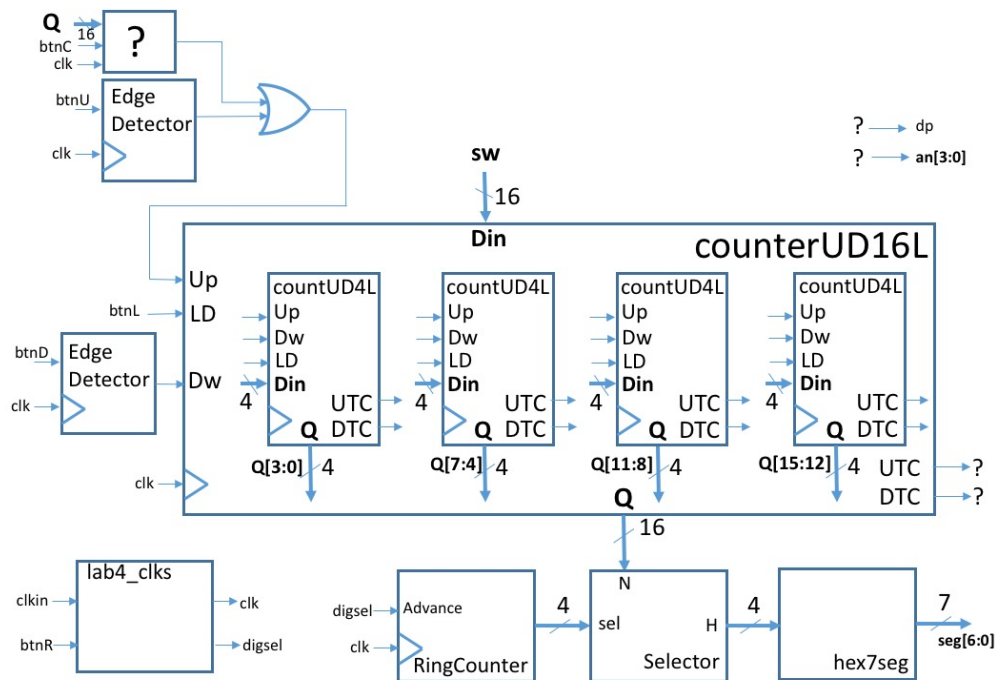 Q
16
btnC
clk
?
btnU
Edge
Detector
clk
? dp
? an[3:0]
sw
16
Din
counterUD16L
Up
btnL LD
btnD
Edge
Detector
clk
Dw
clk
countUD4L
Up
Dw
LD
Din
4
UTC
DTC
Q
Q[3:0] 4
countUD4L
Up
Dw
LD
Din
4
UTC
DTC
Q
Q[7:4] 4
countUD4L
Up
Dw
LD
Din
4
UTC
DTC
Q
Q[11:8] 4
countUD4L
Up
Dw
LD
Din
4
UTC
DTC
Q
Q[15:12] 4
UTC ?
DTC ?
Q
16
lab4_clks
clkin
btnR
clk
digsel
digsel Advance
clk
RingCounter
4
N
sel
H
Selector
4
hex7seg
7
seg[6:0]